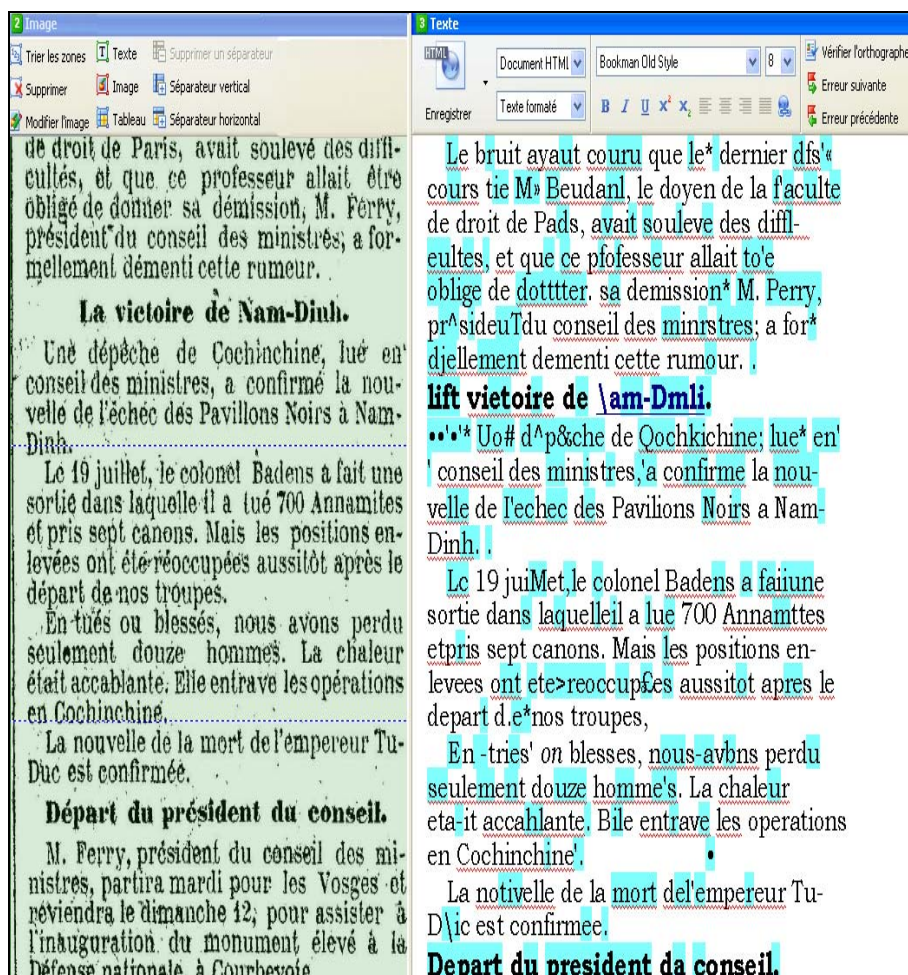 2 Image
Trier les zones Texte Supprimer un séparateur
Supprimer Image Séparateur vertical
Modifier l'image Tableau Séparateur horizontal
de droit de Paris, avait soulevé des diffi-
cultés, et que ce professeur allait être
obligé de donner sa démission, M. Ferry,
président du conseil des ministres, a for-
mellement démenti cette rumeur.
La victoire de Nam-Dinh.
Une dépêche de Cochinchine, lue en
conseil des ministres, a confirmé la nou-
velle de l'échec des Pavillons Noirs à Nam-
Dinh.
Le 19 juillet, le colonel Badens a fait une
sortie dans laquelle il a tué 700 Annamites
et pris sept canons. Mais les positions en-
levées ont été réoccupées aussitôt après le
départ de nos troupes.
En tués ou blessés, nous avons perdu
seulement douze hommes. La chaleur
était accablante. Elle entrave les opérations
en Cochinchine.
La nouvelle de la mort de l'empereur Tu-
Duc est confirméé.
Départ du président du conseil.
M. Ferry, président du conseil des mi-
nistres, partira mardi pour les Vosges et
reviendra le dimanche 12, pour assister à
l'inauguration du monument élevé à la
Défense nationale, à Courbevoie
3 Texte
HTML
Enregistrer
Document HTML Bookman Old Style 8
Texte formaté B I U x² x₂
Vérifier l'orthographe
Erreur suivante
Erreur précédente
Le bruit ayaut couru que le* dernier dfs'«
cours tie M» Beudanl, le doyen de la f'aculte
de droit de Pads, avait souleve des diffl-
eultes, et que ce pfofesseur allait to'e
oblige de dotttter. sa demission* M. Perry,
pr^sideuTdu conseil des minrstres; a for*
djellement dementi cette rumour. .
lift vietoire de \am-Dmli.
••'•'* Uo# d^p&che de Qochkichine; lue* en'
' conseil des ministres,'a confirme la nou-
velle de I'echec des Pavilions Noirs a Nam-
Dinh. .
Lc 19 juiMet,le colonel Badens a faiiune
sortie dans laquelleil a lue 700 Annamttes
etpris sept canons. Mais les positions en-
levees ont ete>reoccupf£es aussitot apres le
depart d.e*nos troupes,
En -tries' on blesses, nous-avbns perdu
seulement douze homme's. La chaleur
eta-it accahlante. Bile entrave les operations
en Cochinchine'. •
La notivelle de la mort del'empereur Tu-
D\ic est confirmee.
Depart du president da conseil.